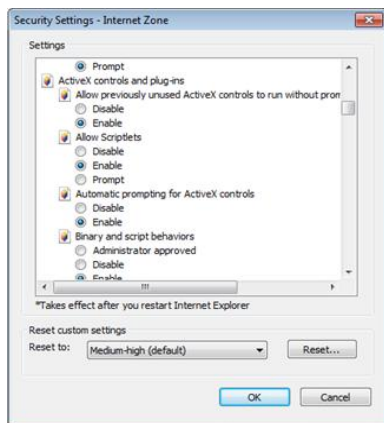 Security Settings - Internet Zone
Settings
Prompt
ActiveX controls and plug-ins
Allow previously unused ActiveX controls to run without pron
Disable
Enable
Allow Scriptlets
Disable
Enable
Prompt
Automatic prompting for ActiveX controls
Disable
Enable
Binary and script behaviors
Administrator approved
Disable
Enable
*Takes effect after you restart Internet Explorer
Reset custom settings
Reset to: Medium-high (default) Reset...
OK Cancel